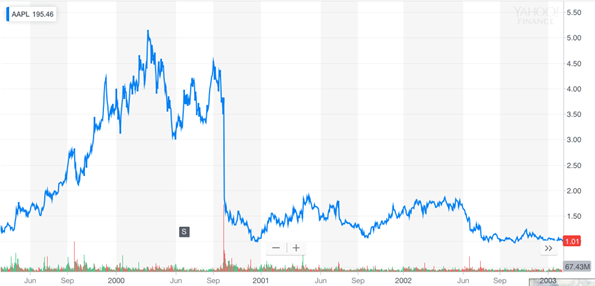 AAPL 195.46
YAHOO!
FINANCE
5.50
5.00
4.50
4.00
3.50
3.00
2.50
2.00
1.50
1.01
S
67.43M
Jun Sep 2000 Jun Sep 2001 Jun Sep 2002 Jun Sep 2003